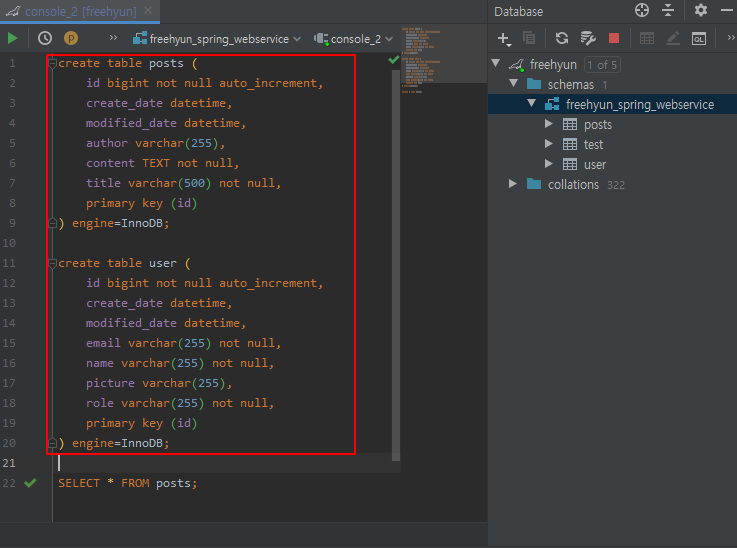 console_2 [freehyun]
freehyun_spring_webservice
console_2
1 create table posts (
2 id bigint not null auto_increment,
3 create_date datetime,
4 modified_date datetime,
5 author varchar(255),
6 content TEXT not null,
7 title varchar(500) not null,
8 primary key (id)
9 ) engine=InnoDB;
10
11 create table user (
12 id bigint not null auto_increment,
13 create_date datetime,
14 modified_date datetime,
15 email varchar(255) not null,
16 name varchar(255) not null,
17 picture varchar(255),
18 role varchar(255) not null,
19 primary key (id)
20 ) engine=InnoDB;
21
22 SELECT * FROM posts;
Database
QL
freehyun 1 of 5
schemas 1
freehyun_spring_webservice
posts
test
user
collations 322